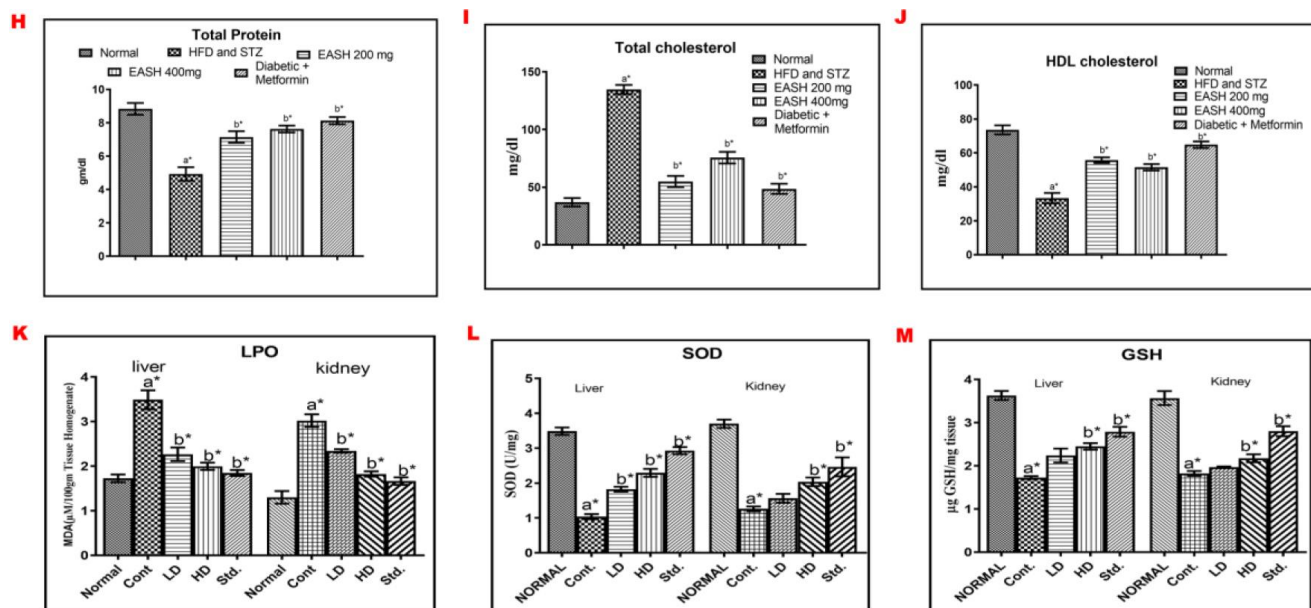 H
Total Protein
Normal
HFD and STZ
EASH 200 mg
EASH 400mg
Diabetic +
Metformin
gm/dl
10
8
6
4
2
0
a*
b*
b*
b*
I
Total cholesterol
Normal
HFD and STZ
EASH 200 mg
EASH 400mg
Diabetic +
Metformin
mg/dl
150
100
50
0
a*
b*
b*
b*
J
HDL cholesterol
Normal
HFD and STZ
EASH 200 mg
EASH 400mg
Diabetic + Metformin
mg/dl
100
80
60
40
20
0
a*
b*
b*
b*
K
LPO
liver
kidney
MDA(µM/100gm Tissue Homogenate)
4
3
2
1
0
a*
b*
b*
b*
a*
b*
b*
b*
Normal
Cont
LD
HD
Std.
Normal
Cont
LD
HD
Std.
L
SOD
Liver
Kidney
SOD (U/mg)
5
4
3
2
1
0
a*
b*
b*
b*
a*
b*
b*
NORMAL
Cont.
LD
HD
Std.
NORMAL
Cont.
LD
HD
Std.
M
GSH
Liver
Kidney
µg GSH/mg tissue
4
3
2
1
0
a*
b*
b*
a*
b*
b*
NORMAL
Cont.
LD
HD
Std.
NORMAL
Cont.
LD
HD
Std.